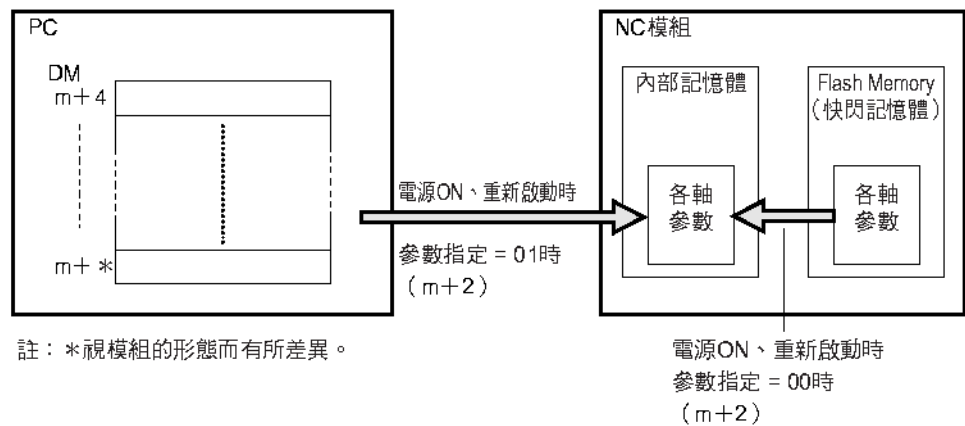 PC
DM
m+4
m+＊
電源ON、重新啟動時
參數指定 = 01時
（m+2）
NC模組
內部記憶體
各軸
參數
Flash Memory
（快閃記憶體）
各軸
參數
電源ON、重新啟動時
參數指定 = 00時
（m+2）
註：＊視模組的形態而有所差異。